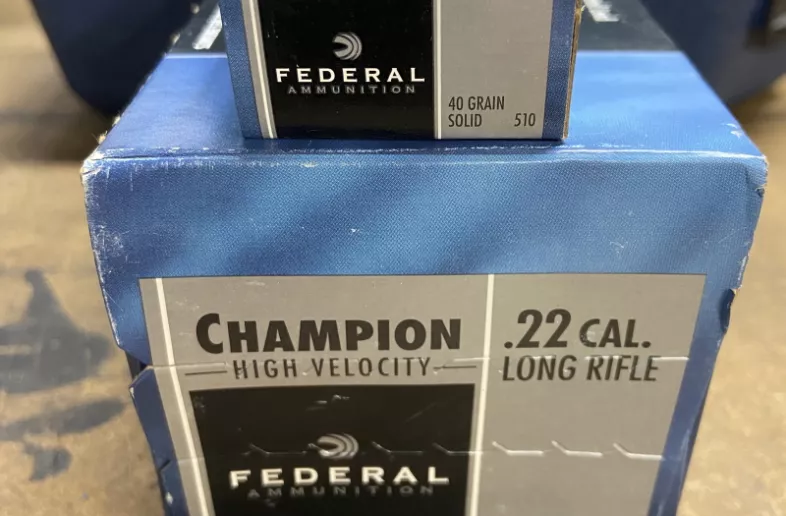 FEDERAL
AMMUNITION
40 GRAIN
SOLID 510
CHAMPION
HIGH VELOCITY
.22 CAL.
LONG RIFLE
FEDERAL
AMMUNITION